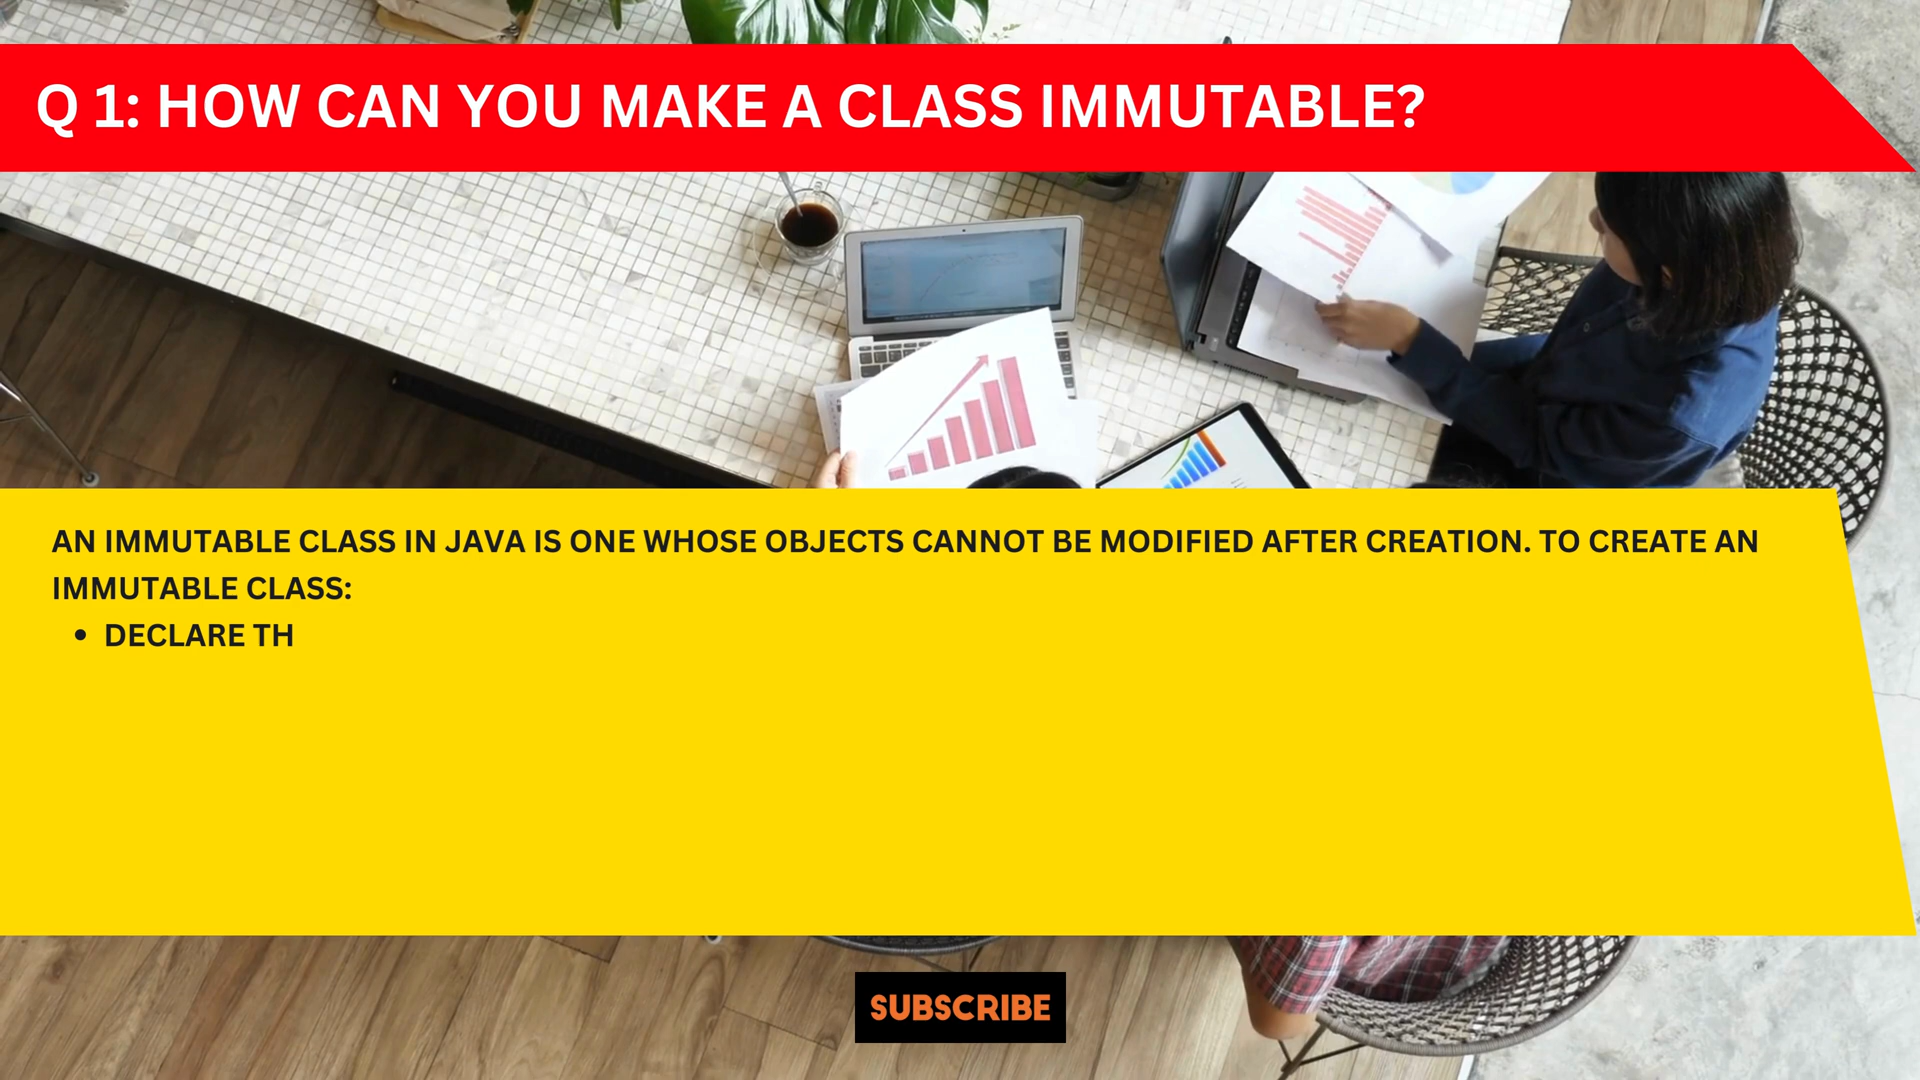 Q 1: HOW CAN YOU MAKE A CLASS IMMUTABLE?
AN IMMUTABLE CLASS IN JAVA IS ONE WHOSE OBJECTS CANNOT BE MODIFIED AFTER CREATION. TO CREATE AN
IMMUTABLE CLASS:
• DECLARE TH
SUBSCRIBE